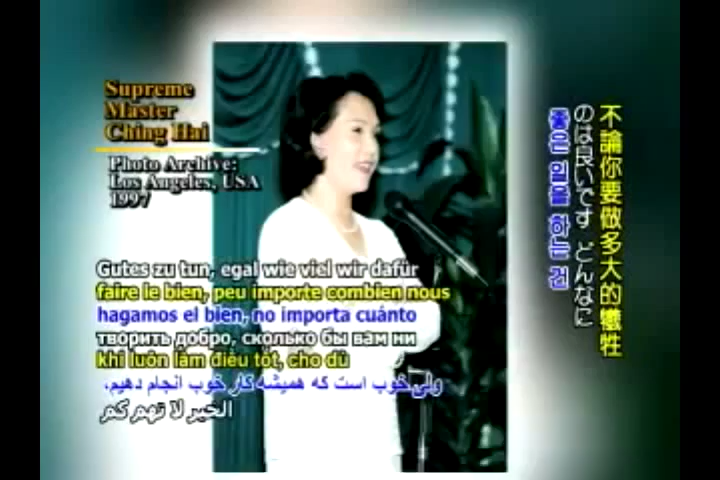 Supreme
Master
Ching Hai
Photo Archive:
Los Angeles, USA
1997
Gutes zu tun, egal wie viel wir dafür
faire le bien, peu importe combien nous
hagamos el bien, no importa cuánto
творить добро, сколько бы вам ни
khi luôn làm điều tốt, cho dù
ولی خوب است که همیشه کار خوب انجام دهیم،
الخير لا تهم كم
不論你要做多大的犧牲
のは良いです どんなに
좋은 일을 하는 건